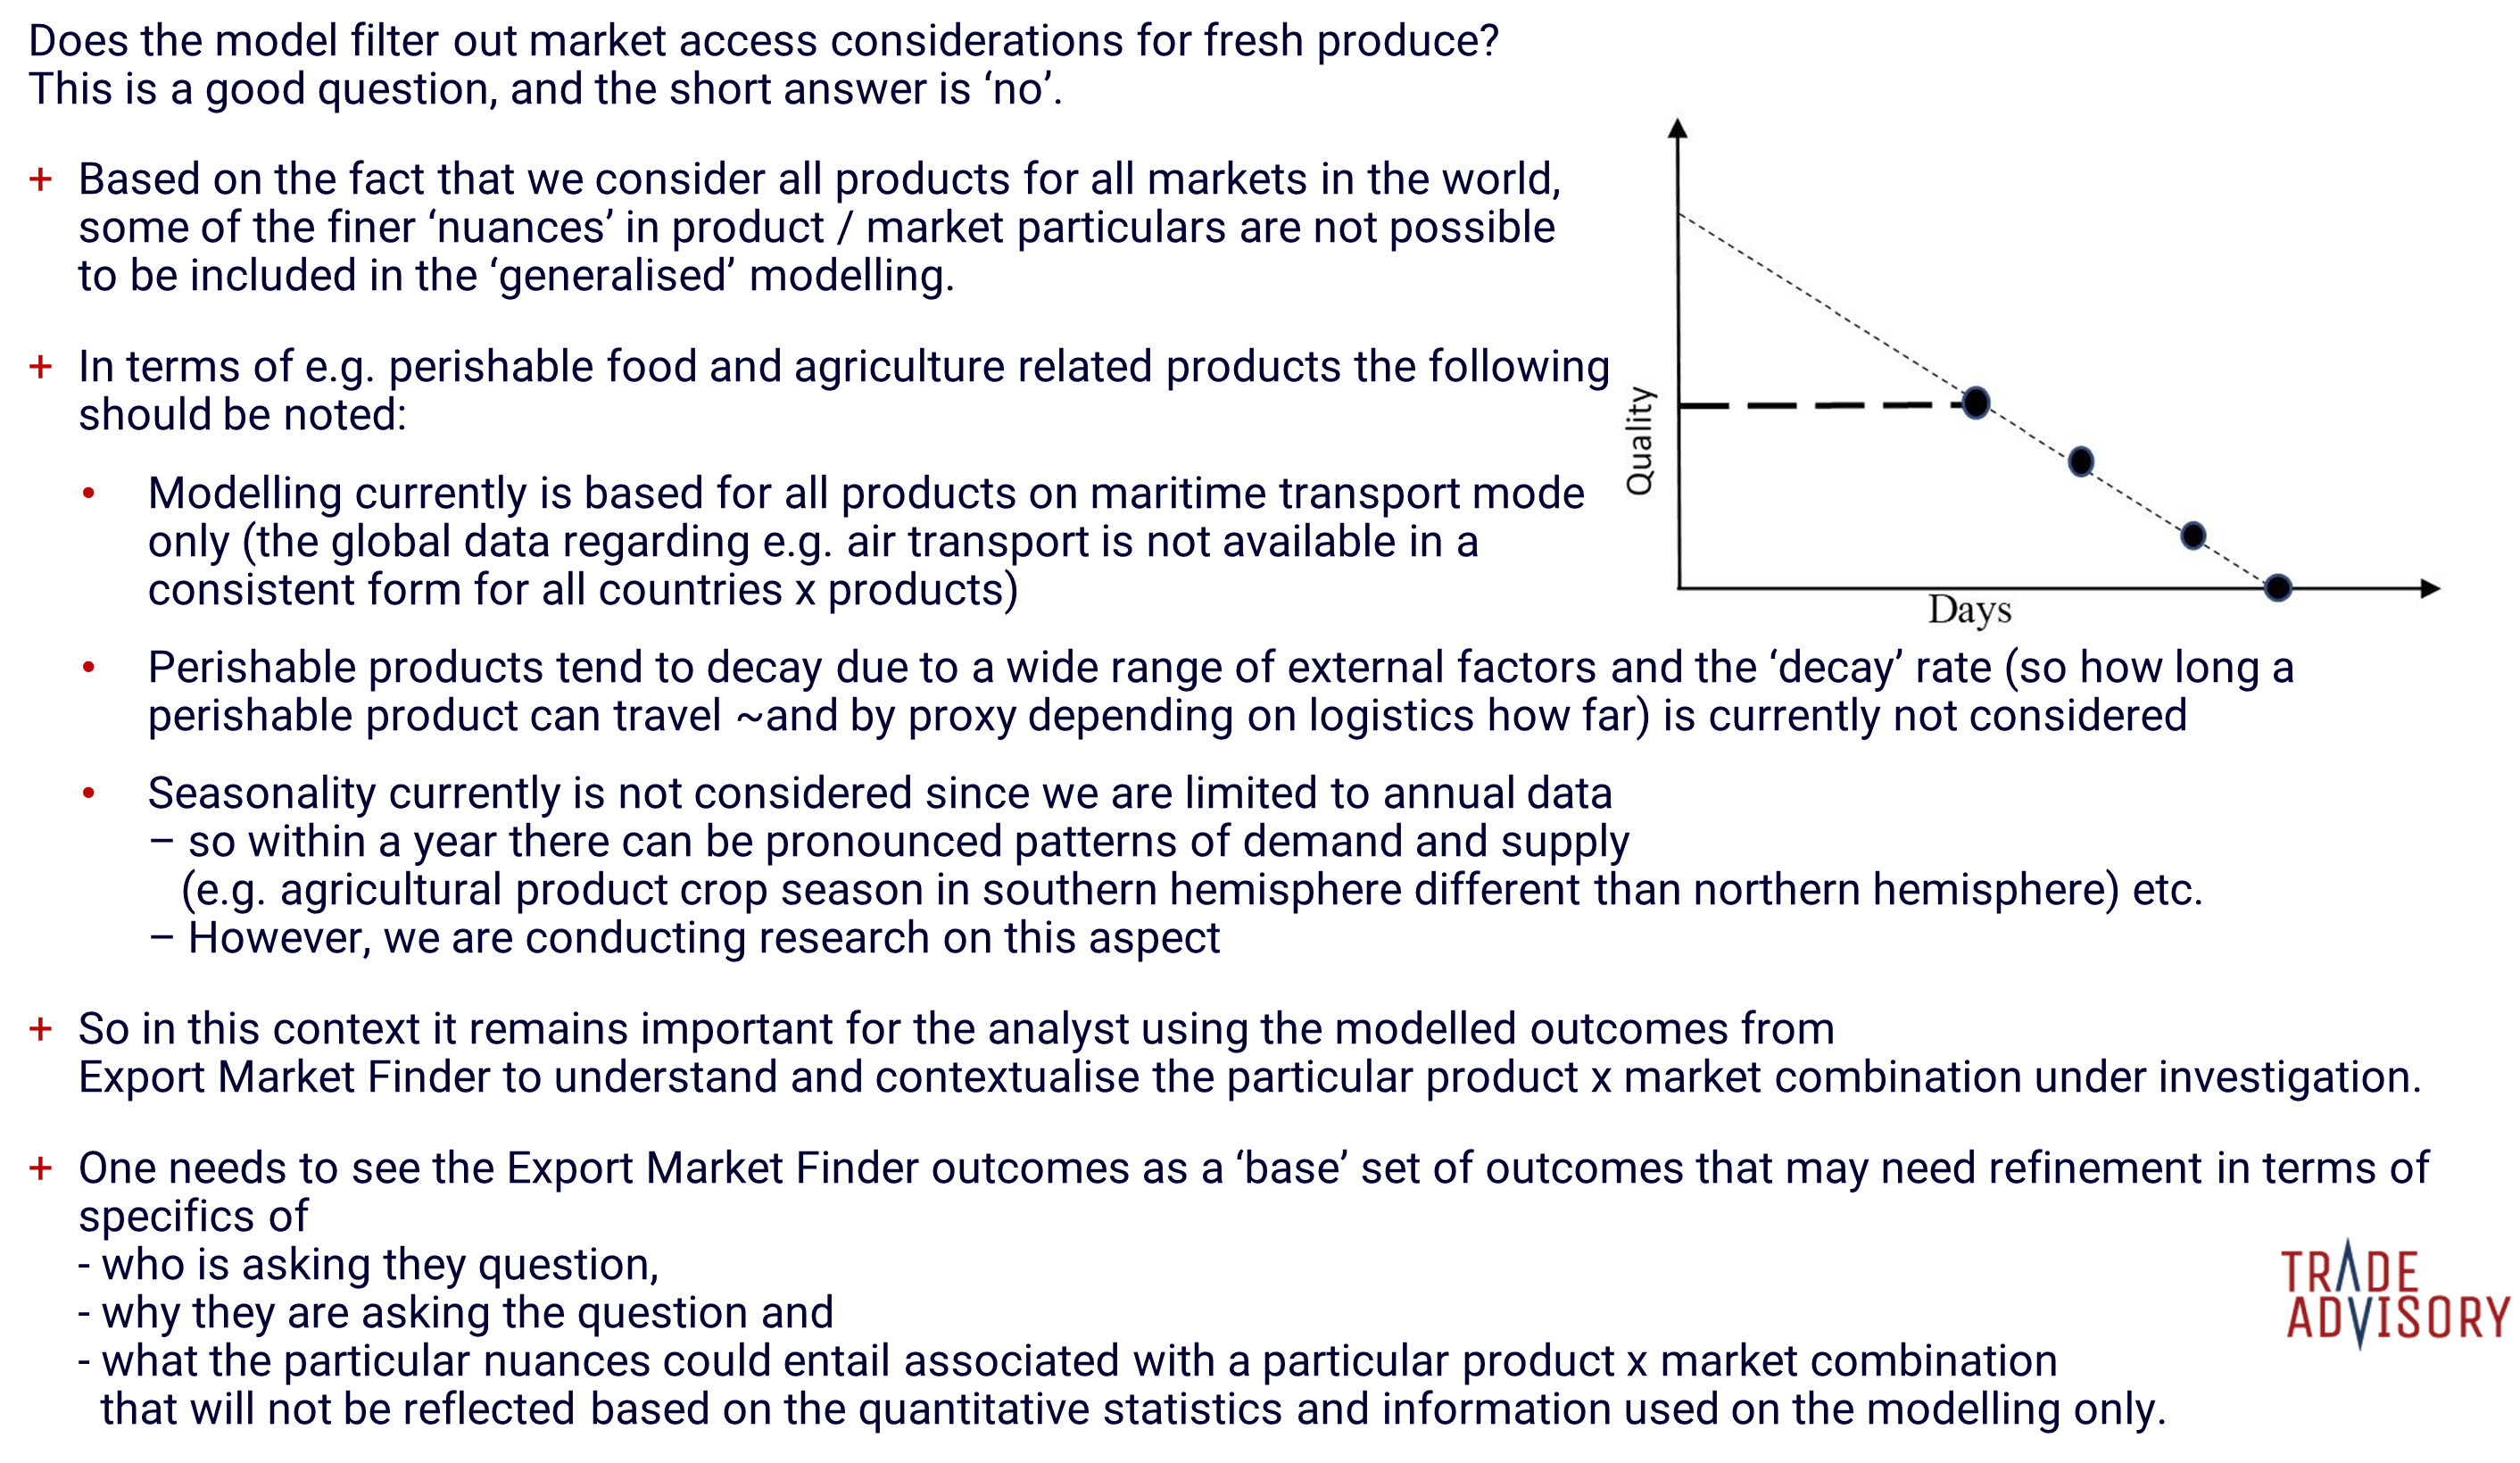 Does the model filter out market access considerations for fresh produce?
This is a good question, and the short answer is ‘no’.
+ Based on the fact that we consider all products for all markets in the world,
some of the finer ‘nuances’ in product / market particulars are not possible
to be included in the ‘generalised’ modelling.
+ In terms of e.g. perishable food and agriculture related products the following
should be noted:
• Modelling currently is based for all products on maritime transport mode
only (the global data regarding e.g. air transport is not available in a
consistent form for all countries x products)
Quality
Days
• Perishable products tend to decay due to a wide range of external factors and the ‘decay’ rate (so how long a
perishable product can travel ~and by proxy depending on logistics how far) is currently not considered
• Seasonality currently is not considered since we are limited to annual data
– so within a year there can be pronounced patterns of demand and supply
(e.g. agricultural product crop season in southern hemisphere different than northern hemisphere) etc.
– However, we are conducting research on this aspect
+ So in this context it remains important for the analyst using the modelled outcomes from
Export Market Finder to understand and contextualise the particular product x market combination under investigation.
+ One needs to see the Export Market Finder outcomes as a ‘base’ set of outcomes that may need refinement in terms of
specifics of
- who is asking they question,
- why they are asking the question and
- what the particular nuances could entail associated with a particular product x market combination
that will not be reflected based on the quantitative statistics and information used on the modelling only.
TRADE
ADVISORY